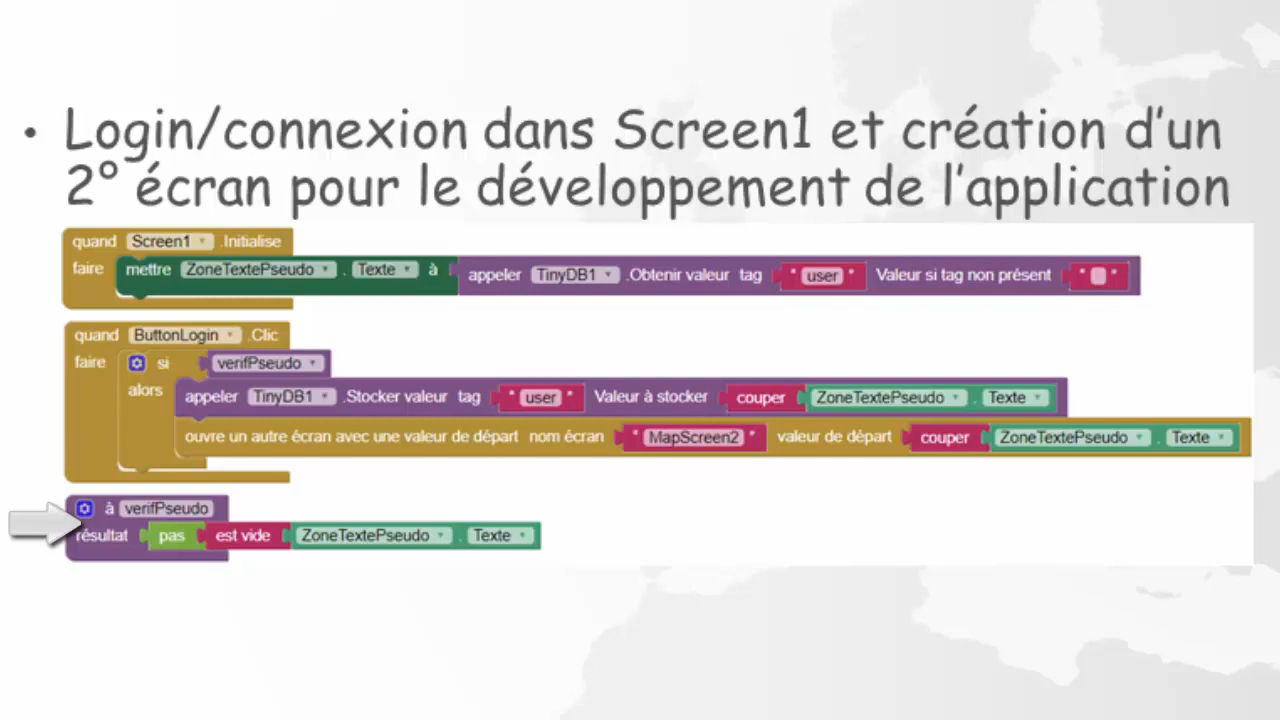 • Login/connexion dans Screen1 et création d'un
2° écran pour le développement de l'application
quand Screen1 .Initialise
faire mettre ZoneTextePseudo . Texte à appeler TinyDB1 .Obtenir valeur tag " user " Valeur si tag non présent " "
quand ButtonLogin .Clic
faire si verifPseudo
alors appeler TinyDB1 .Stocker valeur tag " user " Valeur à stocker couper ZoneTextePseudo . Texte
ouvre un autre écran avec une valeur de départ nom écran " MapScreen2 " valeur de départ couper ZoneTextePseudo . Texte
à verifPseudo
résultat pas est vide ZoneTextePseudo . Texte